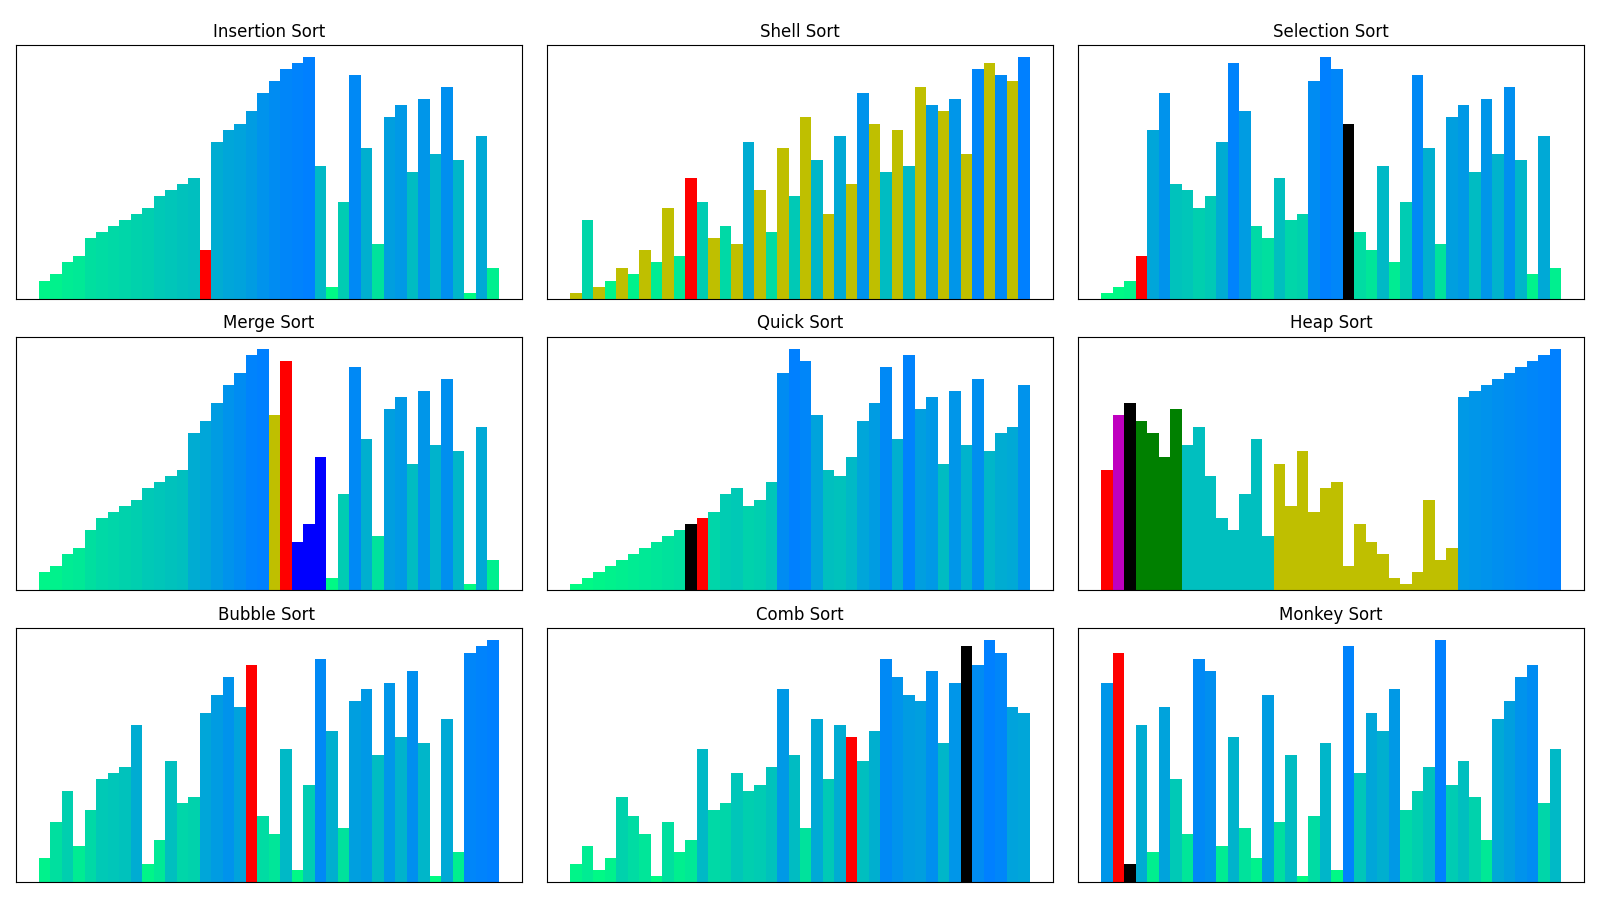 Insertion Sort
Shell Sort
Selection Sort
Merge Sort
Quick Sort
Heap Sort
Bubble Sort
Comb Sort
Monkey Sort